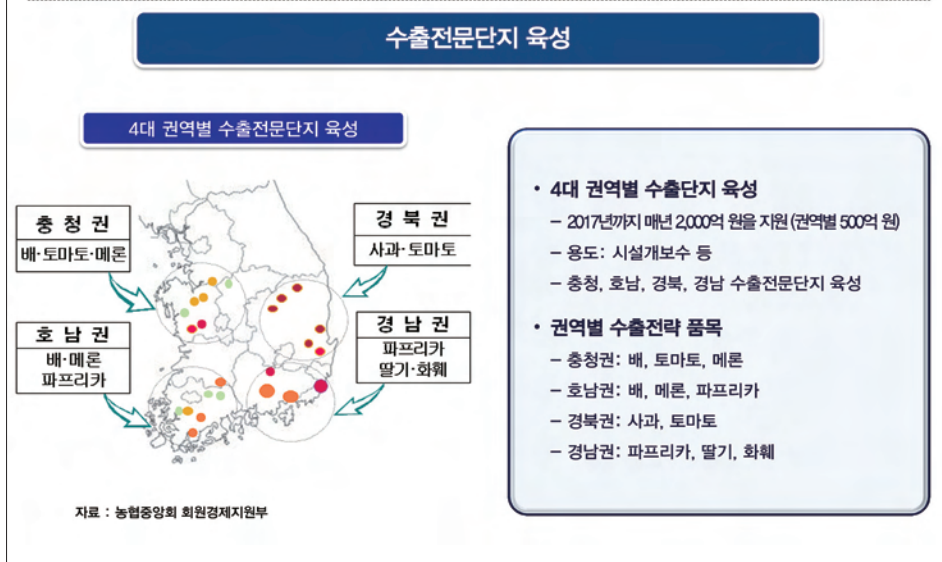 수출전문단지 육성
4대 권역별 수출전문단지 육성
충청권
배·토마토·메론
경북권
사과·토마토
호남권
배·메론
파프리카
경남권
파프리카
딸기·화훼
자료 : 농협중앙회 회원경제지원부
• 4대 권역별 수출단지 육성
– 2017년까지 매년 2,000억 원을 지원 (권역별 500억 원)
– 용도: 시설개보수 등
– 충청, 호남, 경북, 경남 수출전문단지 육성
• 권역별 수출전략 품목
– 충청권: 배, 토마토, 메론
– 호남권: 배, 메론, 파프리카
– 경북권: 사과, 토마토
– 경남권: 파프리카, 딸기, 화훼